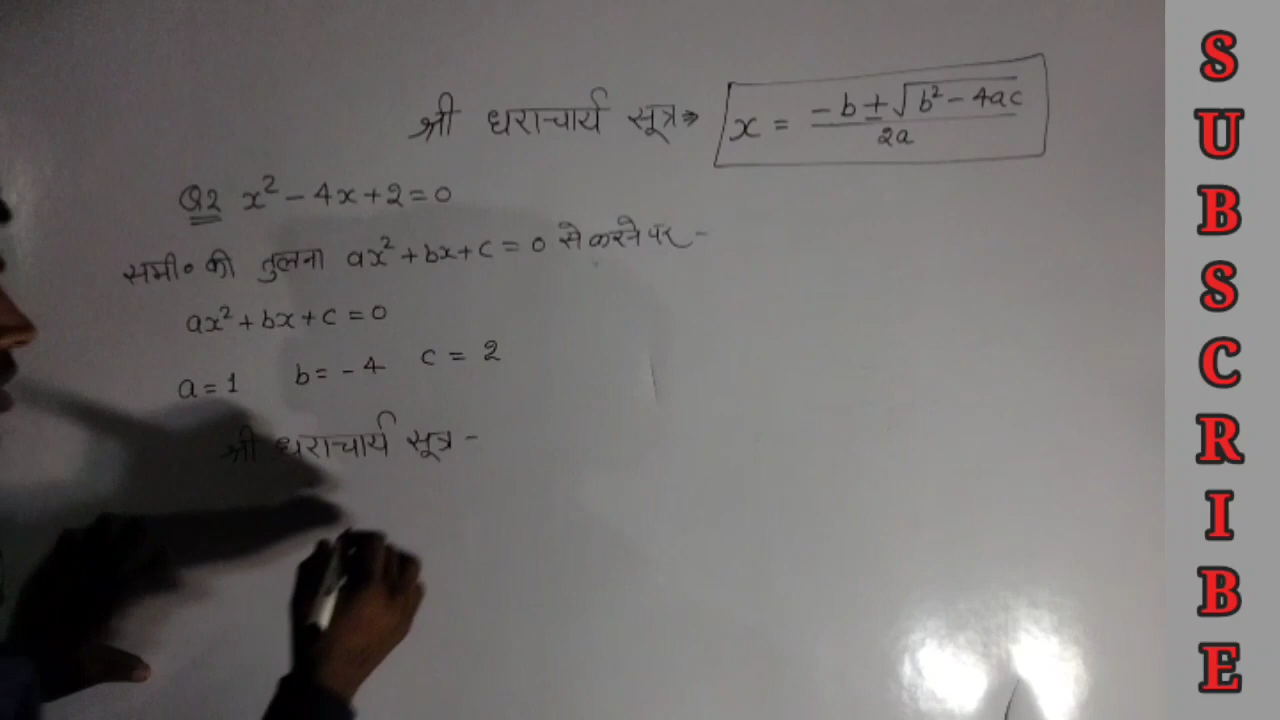 श्री धराचार्य सूत्र⇒ x = \frac{-b ± √(b² - 4ac)}{2a}
Q2 x² - 4x + 2 = 0
समी० की तुलना ax² + bx + c = 0 से करने पर -
ax² + bx + c = 0
a = 1 b = - 4 c = 2
श्री धराचार्य सूत्र -
SUBSCRIBE